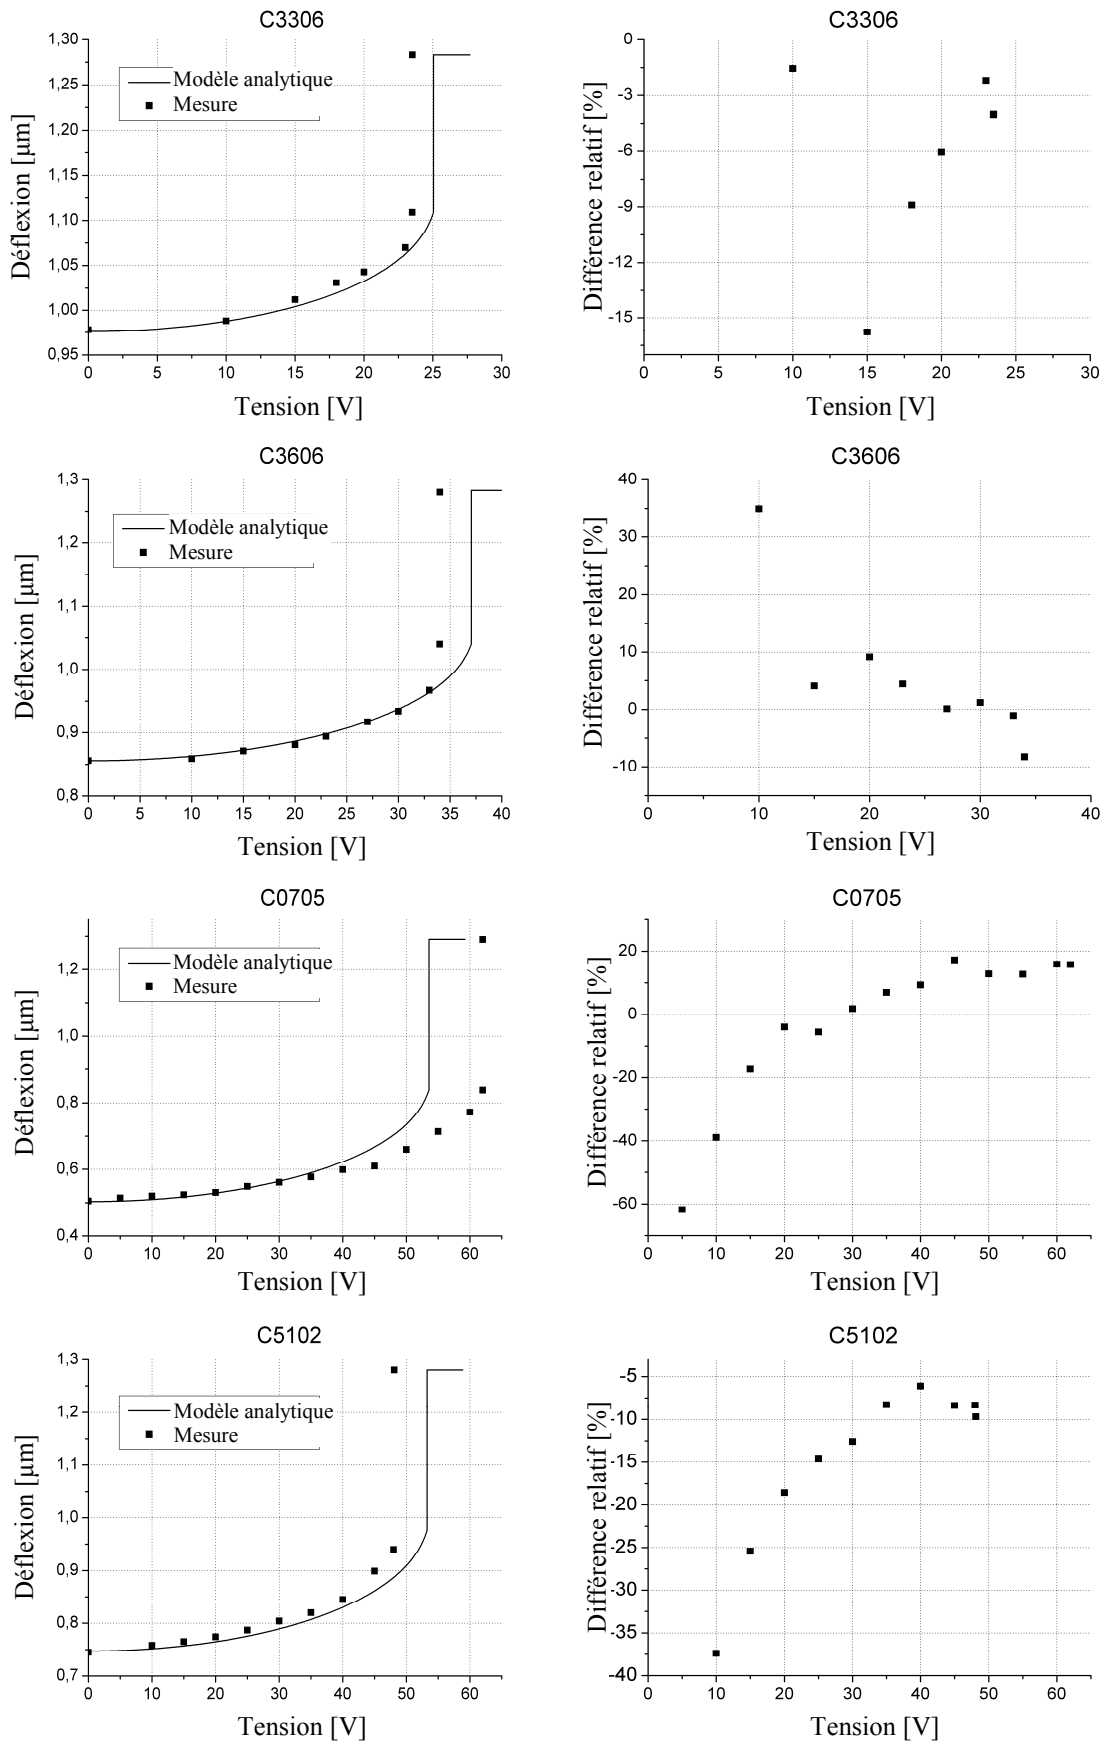 C3306
1,30
1,25
1,20
1,15
1,10
1,05
1,00
0,95
0 5 10 15 20 25 30
Déflexion [µm]
Tension [V]
Modèle analytique
Mesure
C3306
0
-3
-6
-9
-12
-15
0 5 10 15 20 25 30
Différence relatif [%]
Tension [V]
C3606
1,3
1,2
1,1
1,0
0,9
0,8
0 5 10 15 20 25 30 35 40
Déflexion [µm]
Tension [V]
Modèle analytique
Mesure
C3606
40
30
20
10
0
-10
0 10 20 30 40
Différence relatif [%]
Tension [V]
C0705
1,2
1,0
0,8
0,6
0,4
0 10 20 30 40 50 60
Déflexion [µm]
Tension [V]
Modèle analytique
Mesure
C0705
20
0
-20
-40
-60
0 10 20 30 40 50 60
Différence relatif [%]
Tension [V]
C5102
1,3
1,2
1,1
1,0
0,9
0,8
0,7
0 10 20 30 40 50 60
Déflexion [µm]
Tension [V]
Modèle analytique
Mesure
C5102
-5
-10
-15
-20
-25
-30
-35
-40
0 10 20 30 40 50 60
Différence relatif [%]
Tension [V]